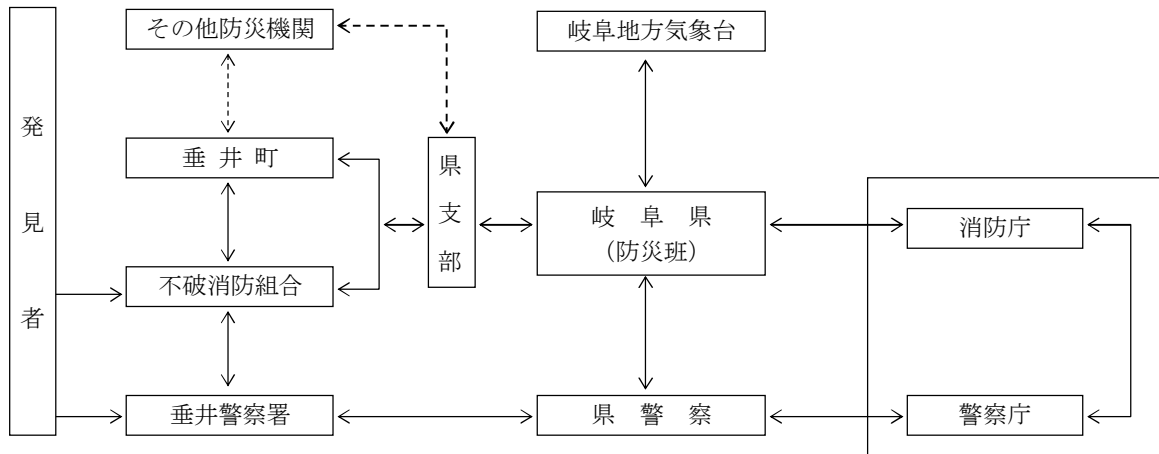 発見者
その他防災機関
岐阜地方気象台
垂井町
県支部
岐阜県
（防災班）
消防庁
不破消防組合
垂井警察署
県警察
警察庁